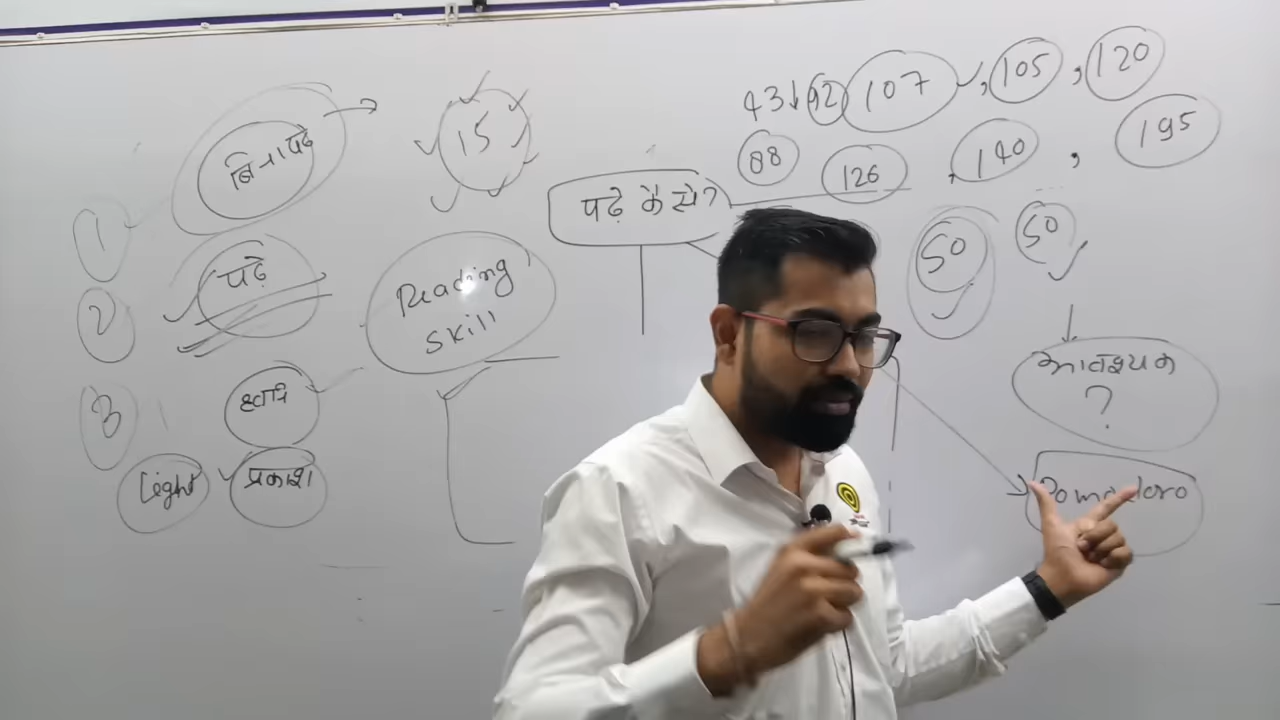 43↓ 92 107 ✓, 105 , 120
88 126 , 140 , 195
1 बिना पढे → 15
पढे कैसे?
2 पढे
Reading
skill
50 50
आवश्यक
?
3 ध्वनि
Light प्रकाश
Pomodoro